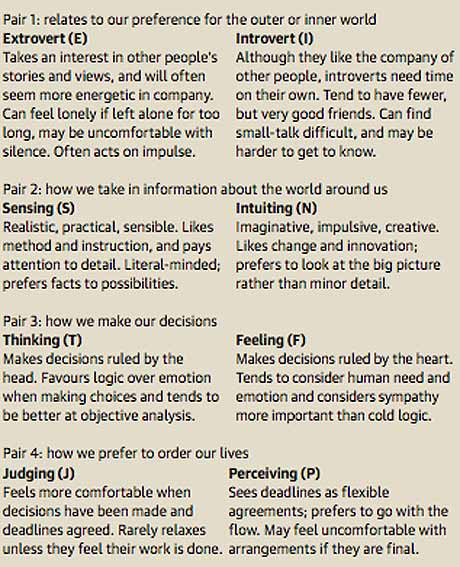 Pair 1: relates to our preference for the outer or inner world
Extrovert (E)
Takes an interest in other people's
stories and views, and will often
seem more energetic in company.
Can feel lonely if left alone for too
long, may be uncomfortable with
silence. Often acts on impulse.
Introvert (I)
Although they like the company of
other people, introverts need time
on their own. Tend to have fewer,
but very good friends. Can find
small-talk difficult, and may be
harder to get to know.
Pair 2: how we take in information about the world around us
Sensing (S)
Realistic, practical, sensible. Likes
method and instruction, and pays
attention to detail. Literal-minded;
prefers facts to possibilities.
Intuiting (N)
Imaginative, impulsive, creative.
Likes change and innovation;
prefers to look at the big picture
rather than minor detail.
Pair 3: how we make our decisions
Thinking (T)
Makes decisions ruled by the
head. Favours logic over emotion
when making choices and tends to
be better at objective analysis.
Feeling (F)
Makes decisions ruled by the heart.
Tends to consider human need and
emotion and considers sympathy
more important than cold logic.
Pair 4: how we prefer to order our lives
Judging (J)
Feels more comfortable when
decisions have been made and
deadlines agreed. Rarely relaxes
unless they feel their work is done.
Perceiving (P)
Sees deadlines as flexible
agreements; prefers to go with the
flow. May feel uncomfortable with
arrangements if they are final.